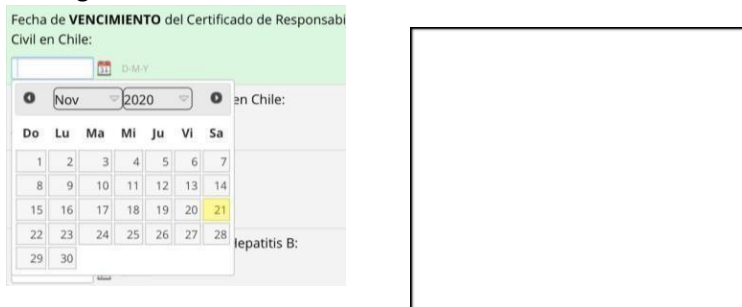 Fecha de VENCIMIENTO del Certificado de Responsabi
Civil en Chile:
D-M-Y
Nov 2020
en Chile:
Do Lu Ma Mi Ju Vi Sa
1 2 3 4 5 6 7
8 9 10 11 12 13 14
15 16 17 18 19 20 21
22 23 24 25 26 27 28
lepatitis B:
29 30